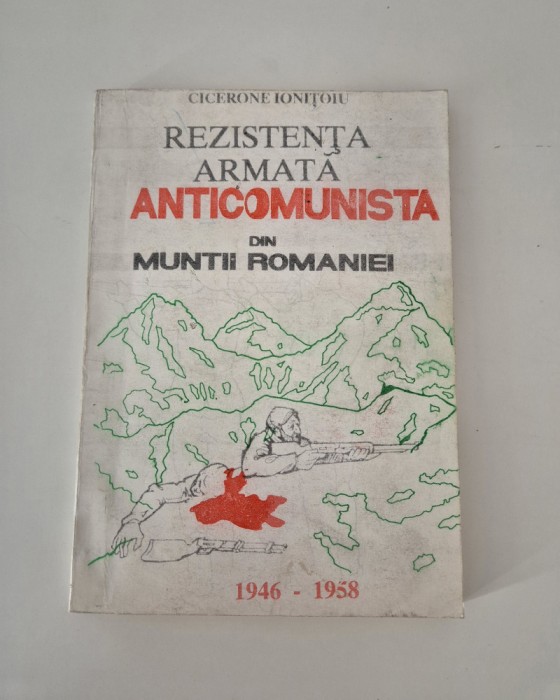 CICERONE IONIȚOIU
REZISTENȚA
ARMATĂ
ANTICOMUNISTA
DIN
MUNTII ROMANIEI
1946 - 1958